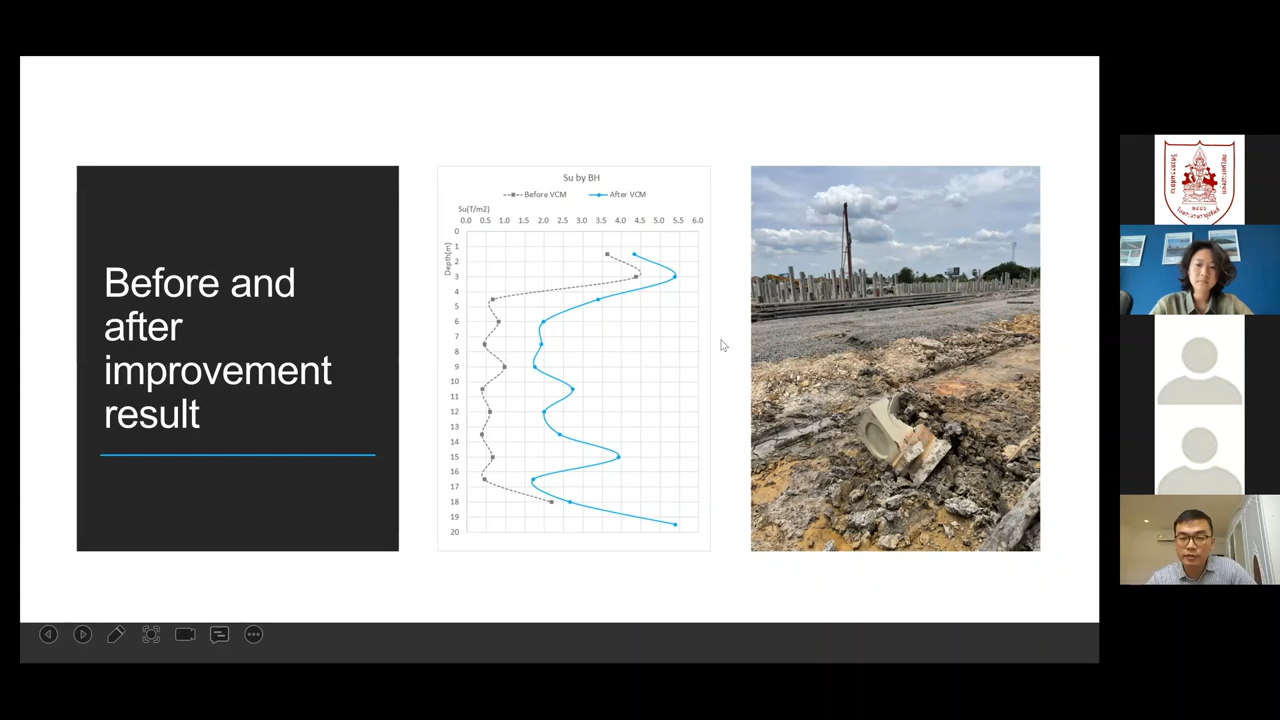 Before and
after
improvement
result
Su by BH
Before VCM After VCM
Su(T/m2)
0.0 0.5 1.0 1.5 2.0 2.5 3.0 3.5 4.0 4.5 5.0 5.5 6.0
Depth(m)
0
1
2
3
4
5
6
7
8
9
10
11
12
13
14
15
16
17
18
19
20